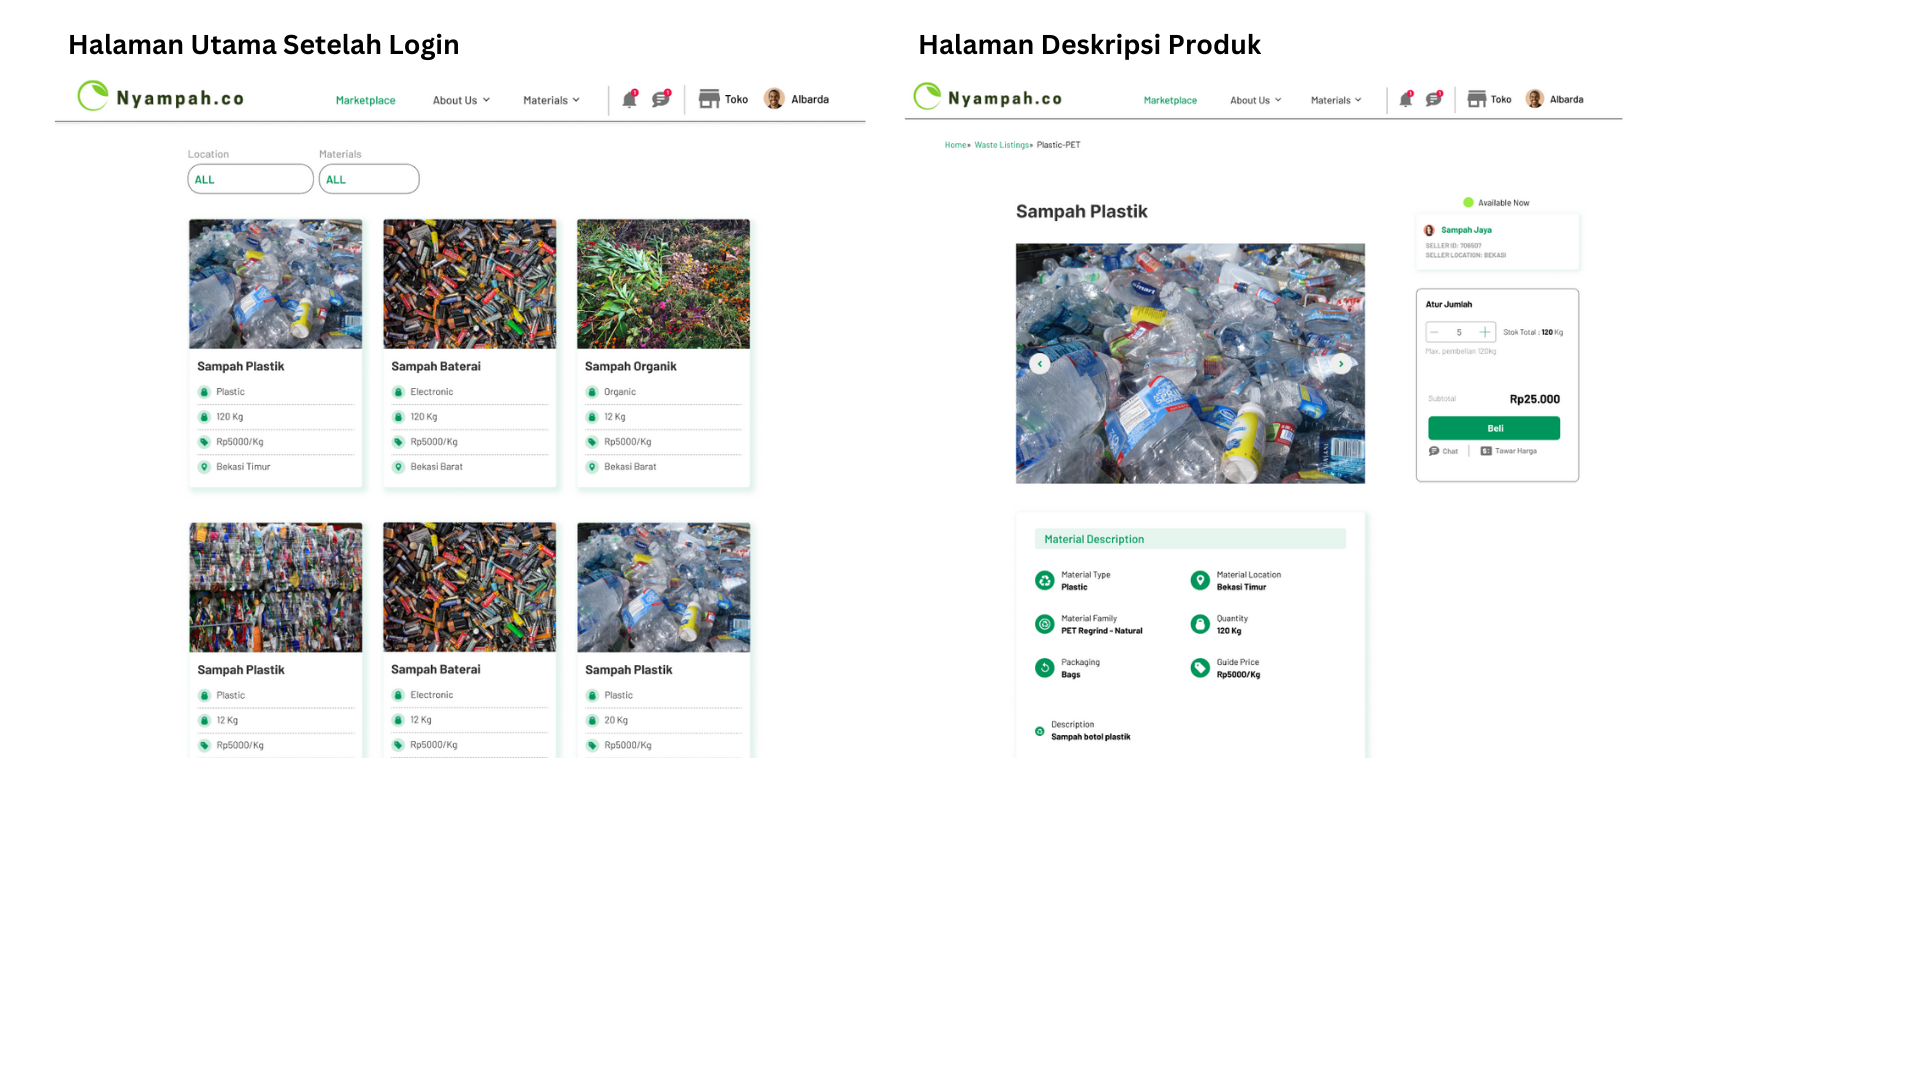 Halaman Utama Setelah Login
Nyampah.co
Marketplace
About Us
Materials
1
1
Toko
Albarda
Location
Materials
ALL
ALL
Sampah Plastik
Plastic
120 Kg
Rp5000/Kg
Bekasi Timur
Sampah Baterai
Electronic
120 Kg
Rp5000/Kg
Bekasi Barat
Sampah Organik
Organic
12 Kg
Rp5000/Kg
Bekasi Barat
Sampah Plastik
Plastic
12 Kg
Rp5000/Kg
Sampah Baterai
Electronic
12 Kg
Rp5000/Kg
Sampah Plastik
Plastic
20 Kg
Rp5000/Kg
Halaman Deskripsi Produk
Nyampah.co
Marketplace
About Us
Materials
1
1
Toko
Albarda
Home» Waste Listings» Plastic-PET
Sampah Plastik
smart
Available Now
Sampah Jaya
SELLER ID: 706507
SELLER LOCATION: BEKASI
Atur Jumlah
5
Stok Total : 120 Kg
Max. pembelian 120kg
Subtotal
Rp25.000
Beli
Chat
Tawar Harga
Material Description
Material Type
Plastic
Material Location
Bekasi Timur
Material Family
PET Regrind - Natural
Quantity
120 Kg
Packaging
Bags
Guide Price
Rp5000/Kg
Description
Sampah botol plastik